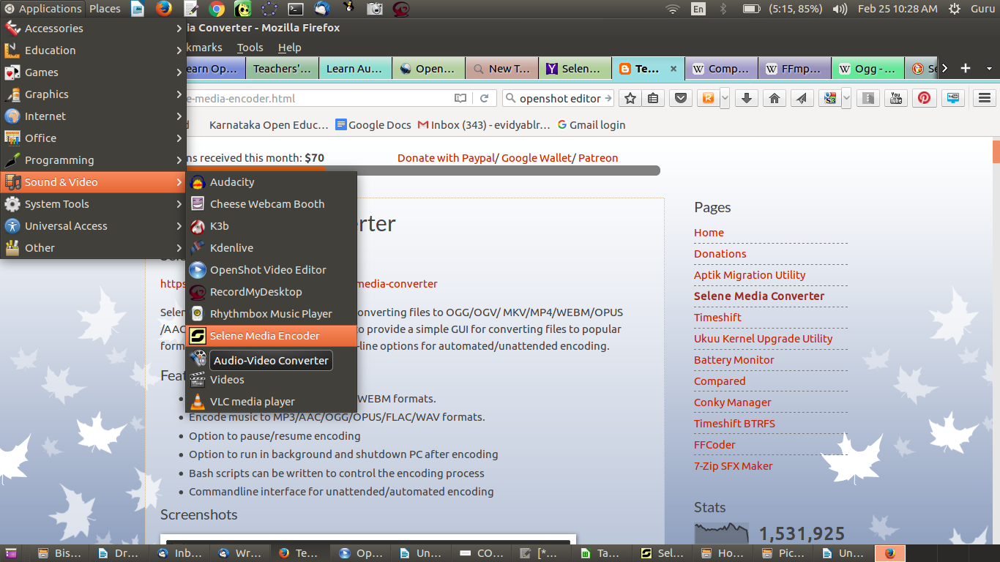 Applications Places En (5:15, 85%) Feb 25 10:28 AM Guru
ia Converter - Mozilla Firefox
kmarks Tools Help
earn Op... Teachers'... Learn Au... Open... New T... Selen... Te... Comp... FFmp... Ogg - ... Se
e-media-encoder.html openshot editor
Karnataka Open Educ... Google Docs Inbox (343) - evidyablr... Gmail login
Accessories
Education
Games
Graphics
Internet
Office
Programming
Sound & Video
System Tools
Universal Access
Other
Audacity
Cheese Webcam Booth
K3b
Kdenlive
OpenShot Video Editor
RecordMyDesktop
Rhythmbox Music Player
Selene Media Encoder
Audio-Video Converter
Videos
VLC media player
ns received this month: $70 Donate with Paypal/ Google Wallet/ Patreon
erter
https media-converter
Selen onverting files to OGG/OGV/ MKV/MP4/WEBM/OPUS
/AAC to provide a simple GUI for converting files to popular
form -line options for automated/unattended encoding.
Feat
WEBM formats.
Encode music to MP3/AAC/OGG/OPUS/FLAC/WAV formats.
Option to pause/resume encoding
Option to run in background and shutdown PC after encoding
Bash scripts can be written to control the encoding process
Commandline interface for unattended/automated encoding
Screenshots
Pages
Home
Donations
Aptik Migration Utility
Selene Media Converter
Timeshift
Ukuu Kernel Upgrade Utility
Battery Monitor
Compared
Conky Manager
Timeshift BTRFS
FFCoder
7-Zip SFX Maker
Stats
1,531,925
Bis... Dr... Inb... Wr... Te... Op... Un... CO... [*... Ta... Sel... Ho... Pic... Un...